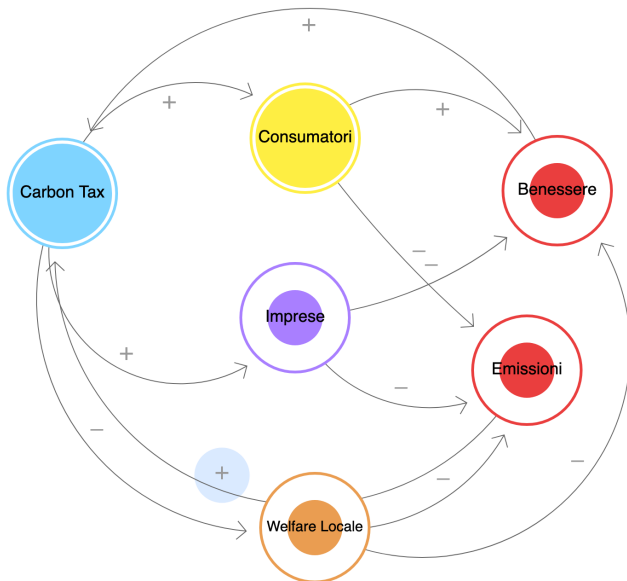 +
+
+
Consumatori
Carbon Tax
Benessere
–
–
Imprese
+
Emissioni
–
–
+
–
–
Welfare Locale